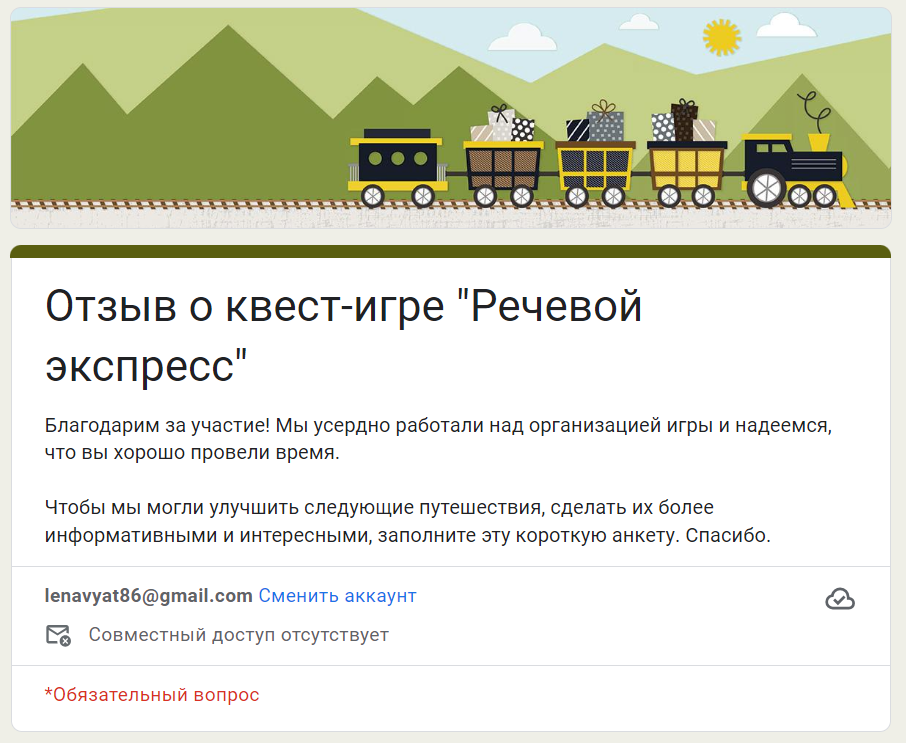 Отзыв о квест-игре "Речевой
экспресс"
Благодарим за участие! Мы усердно работали над организацией игры и надеемся,
что вы хорошо провели время.
Чтобы мы могли улучшить следующие путешествия, сделать их более
информативными и интересными, заполните эту короткую анкету. Спасибо.
lenavyat86@gmail.com Сменить аккаунт
Совместный доступ отсутствует
*Обязательный вопрос